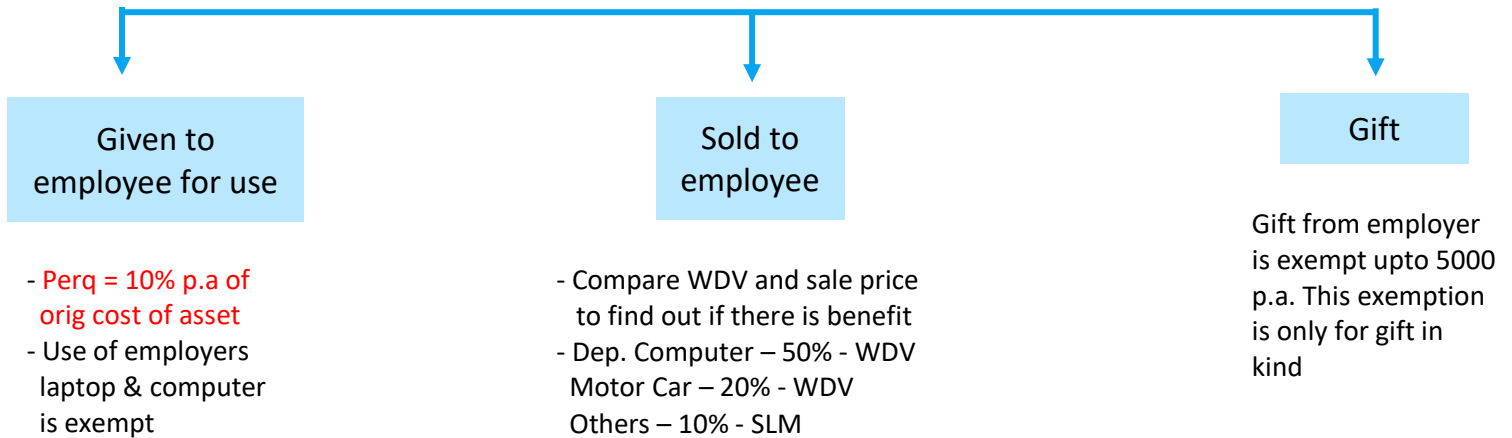 Given to
employee for use
- Perq = 10% p.a of
orig cost of asset
- Use of employers
laptop & computer
is exempt
Sold to
employee
- Compare WDV and sale price
to find out if there is benefit
- Dep. Computer – 50% - WDV
Motor Car – 20% - WDV
Others – 10% - SLM
Gift
Gift from employer
is exempt upto 5000
p.a. This exemption
is only for gift in
kind